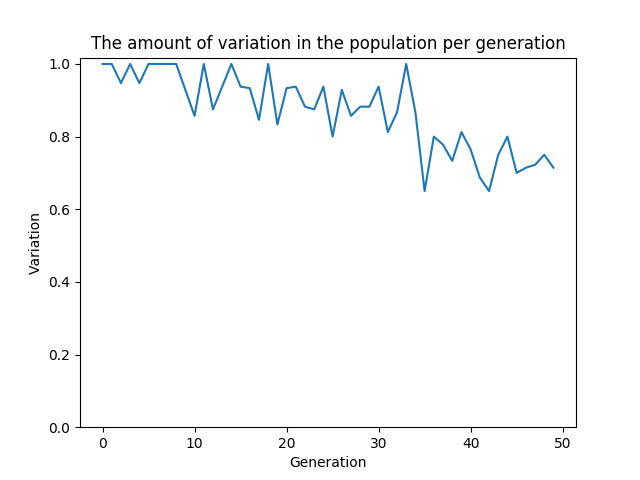 The amount of variation in the population per generation
1.0
0.8
0.6
0.4
0.2
0.0
Variation
0 10 20 30 40 50
Generation